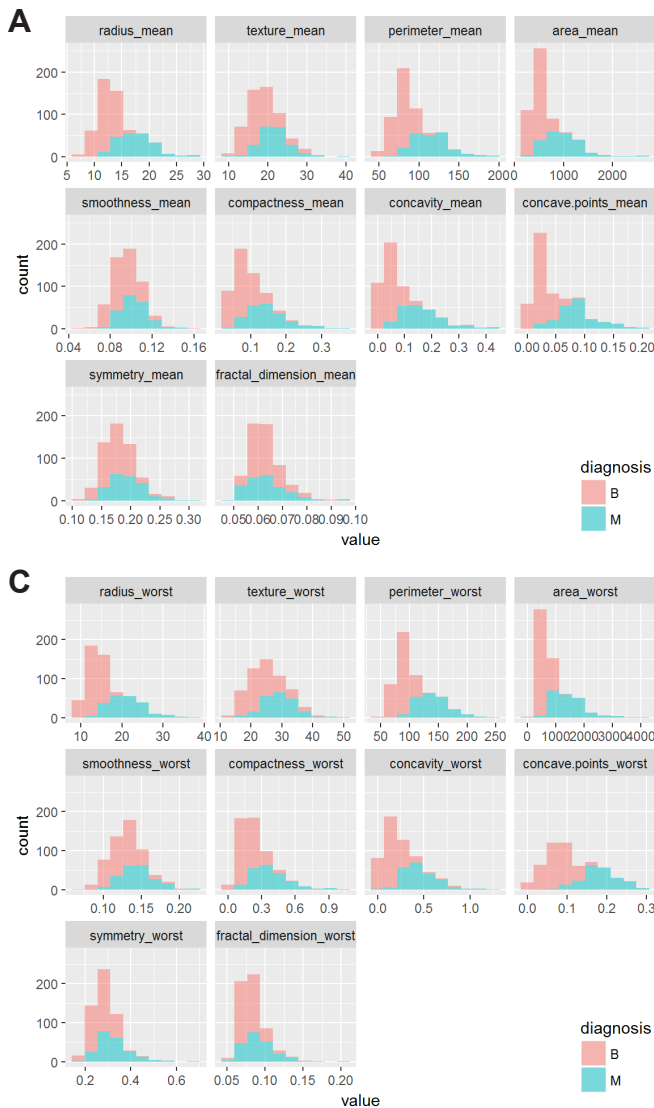 A
radius_mean texture_mean perimeter_mean area_mean
200
100
0
5 10 15 20 25 30 10 20 30 40 50 100 150 200 0 1000 2000
smoothness_mean compactness_mean concavity_mean concave.points_mean
count
200
100
0
0.04 0.08 0.12 0.16 0.1 0.2 0.3 0.0 0.1 0.2 0.3 0.4 0.00 0.05 0.10 0.15 0.20
symmetry_mean fractal_dimension_mean
200
100
0
0.10 0.15 0.20 0.25 0.30 0.05 0.06 0.07 0.08 0.09 0.10
value
diagnosis
B
M
C
radius_worst texture_worst perimeter_worst area_worst
200
100
0
10 20 30 40 10 20 30 40 50 50 100 150 200 250 0 1000 2000 3000 4000
smoothness_worst compactness_worst concavity_worst concave.points_worst
count
200
100
0
0.10 0.15 0.20 0.0 0.3 0.6 0.9 0.0 0.5 1.0 0.0 0.1 0.2 0.3
symmetry_worst fractal_dimension_worst
200
100
0
0.2 0.4 0.6 0.05 0.10 0.15 0.20
value
diagnosis
B
M